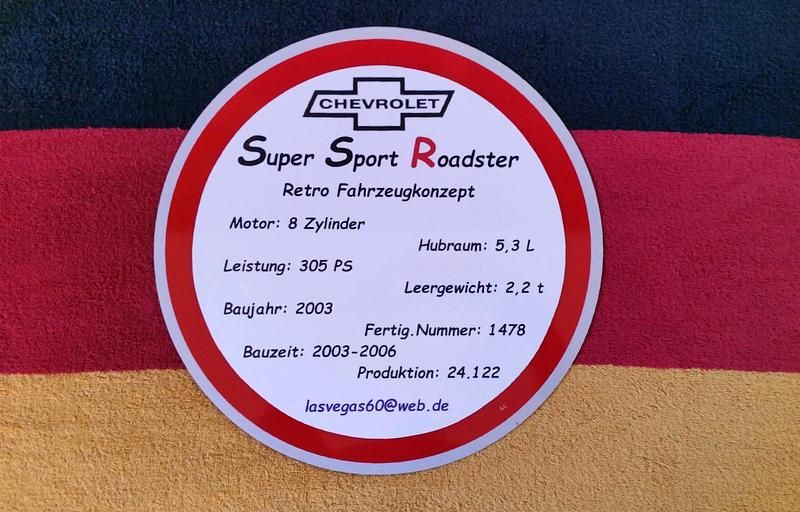 CHEVROLET
Super Sport Roadster
Retro Fahrzeugkonzept
Motor: 8 Zylinder
Hubraum: 5,3 L
Leistung: 305 PS
Leergewicht: 2,2 t
Baujahr: 2003
Fertig.Nummer: 1478
Bauzeit: 2003-2006
Produktion: 24.122
lasvegas60@web.de